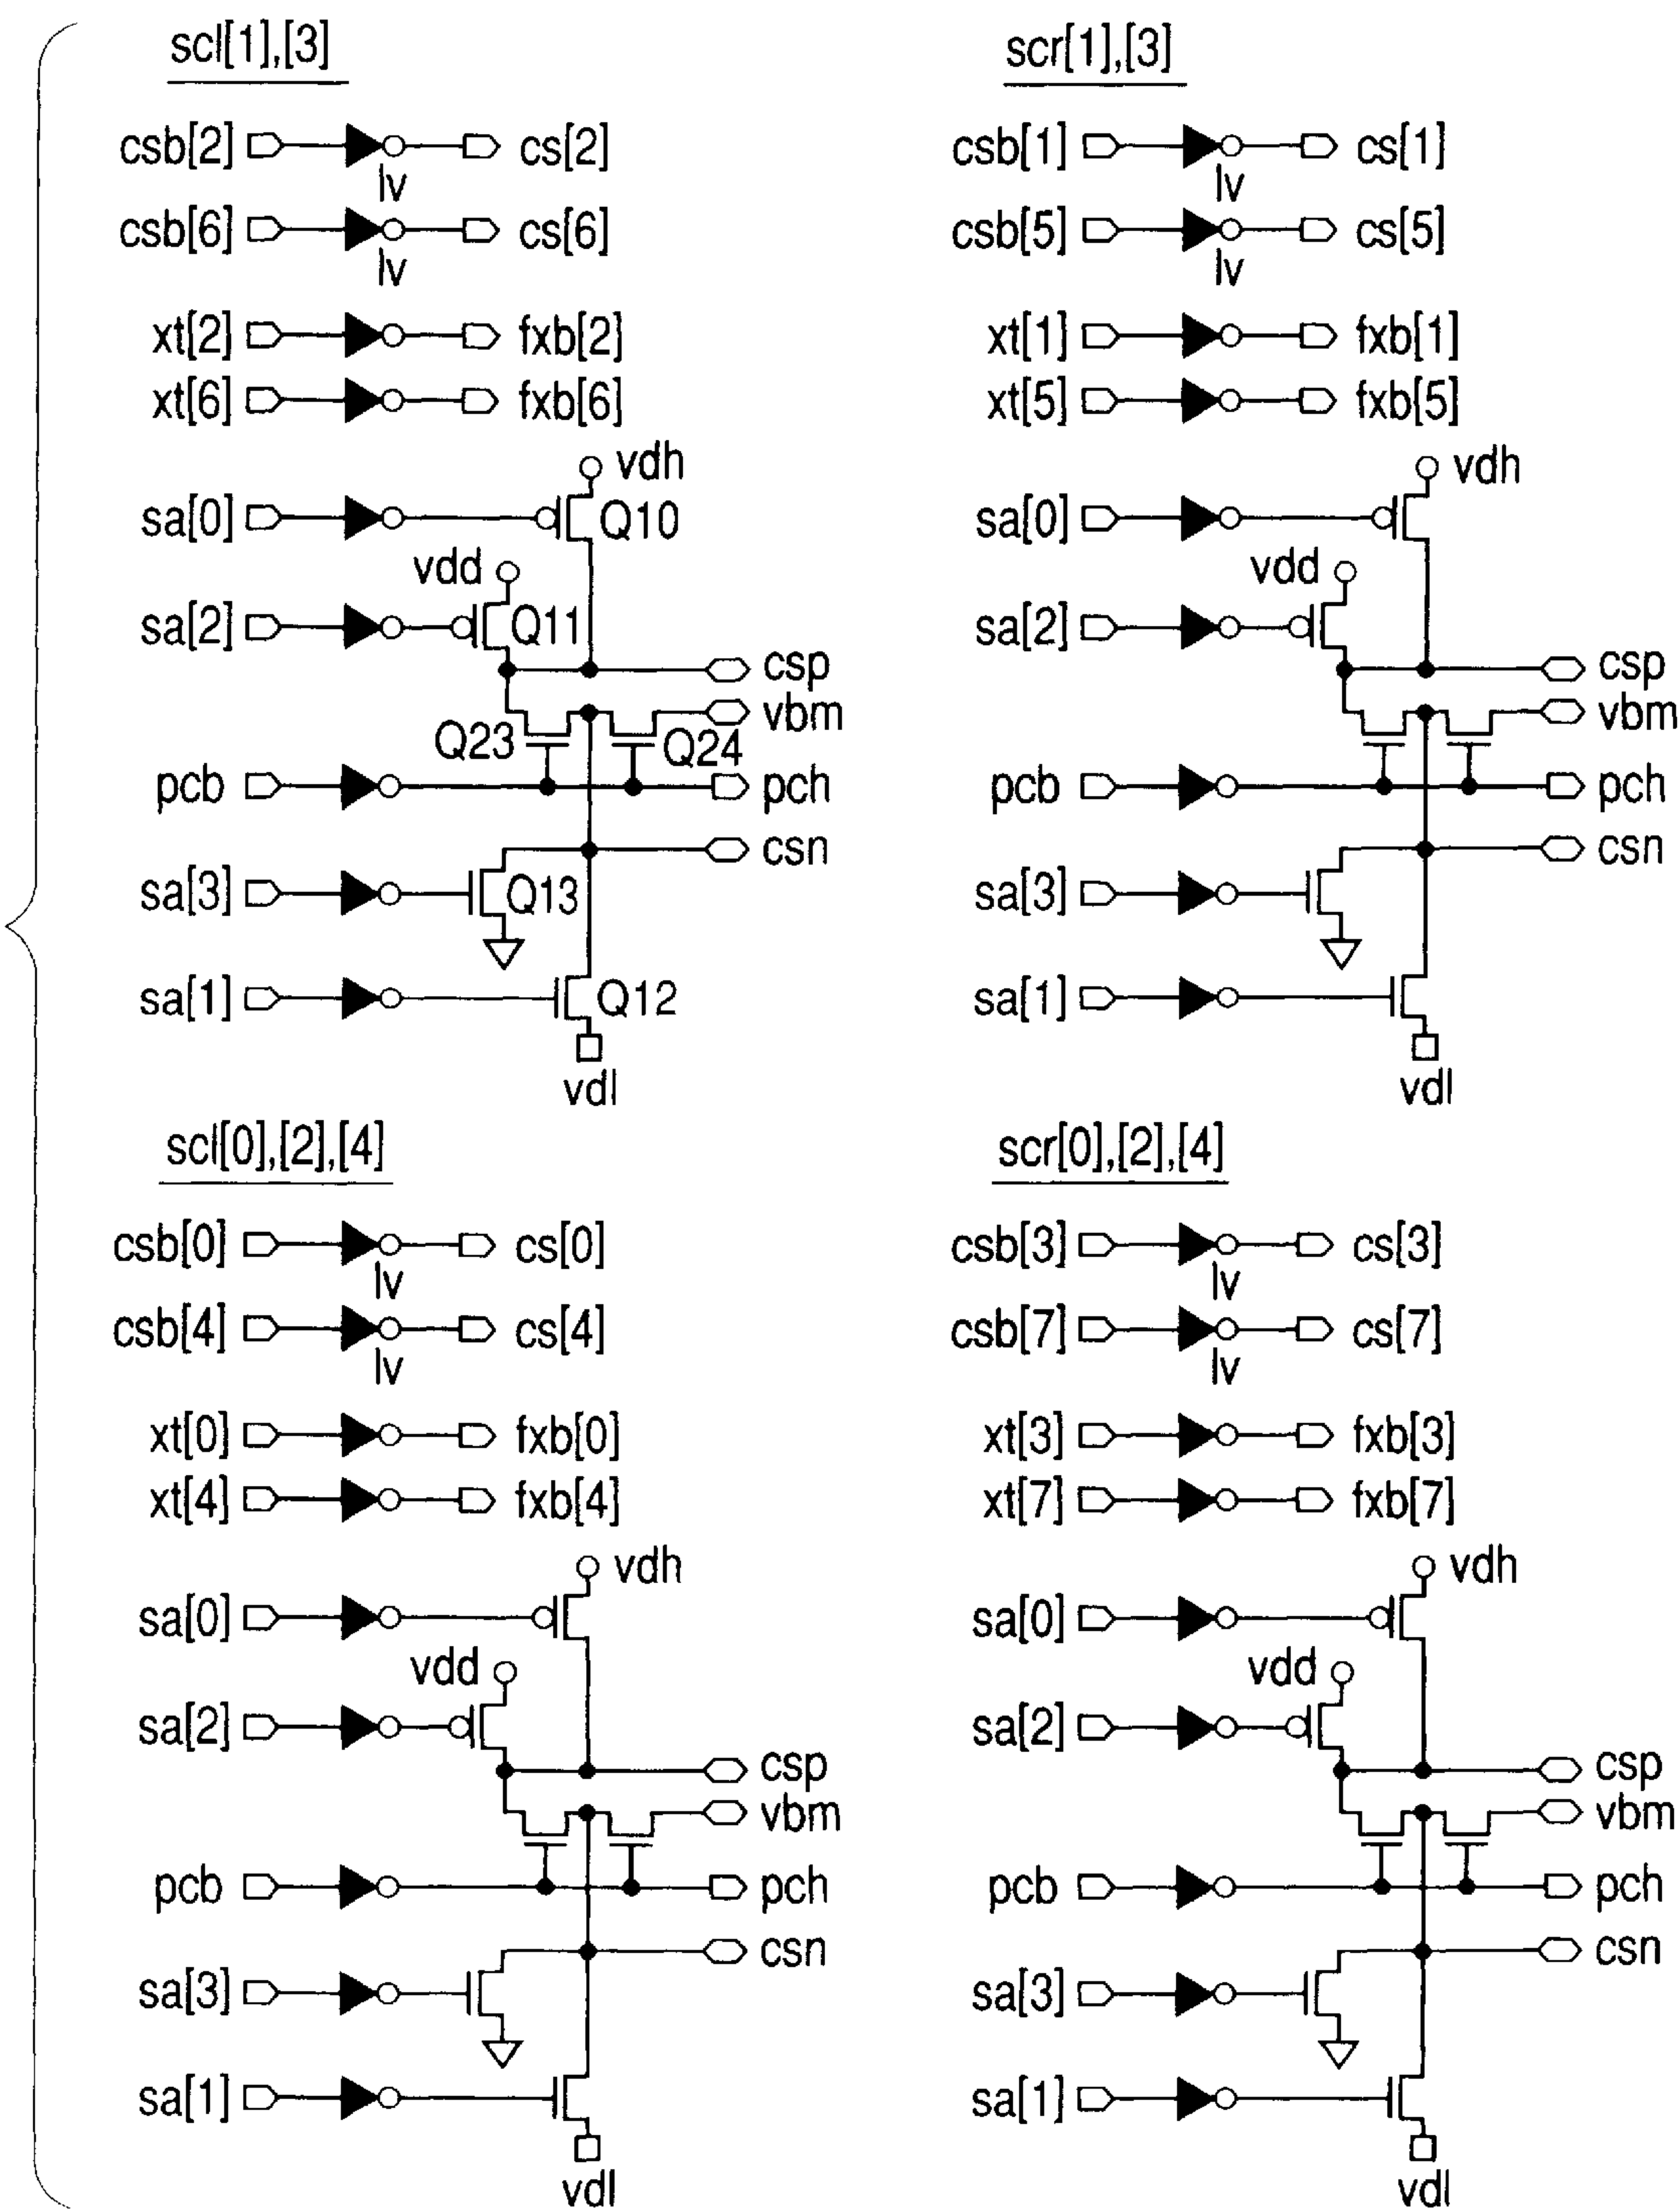 scl[1],[3]
csb[2] cs[2]
lv
csb[6] cs[6]
lv
xt[2] fxb[2]
xt[6] fxb[6]
vdh
sa[0] Q10
vdd
sa[2] Q11
csp
vbm
Q23 Q24
pcb pch
csn
sa[3] Q13
sa[1] Q12
vdl
scr[1],[3]
csb[1] cs[1]
lv
csb[5] cs[5]
lv
xt[1] fxb[1]
xt[5] fxb[5]
vdh
sa[0]
vdd
sa[2]
csp
vbm
pcb pch
csn
sa[3]
sa[1]
vdl
scl[0],[2],[4]
csb[0] cs[0]
lv
csb[4] cs[4]
lv
xt[0] fxb[0]
xt[4] fxb[4]
vdh
sa[0]
vdd
sa[2]
csp
vbm
pcb pch
csn
sa[3]
sa[1]
vdl
scr[0],[2],[4]
csb[3] cs[3]
lv
csb[7] cs[7]
lv
xt[3] fxb[3]
xt[7] fxb[7]
vdh
sa[0]
vdd
sa[2]
csp
vbm
pcb pch
csn
sa[3]
sa[1]
vdl